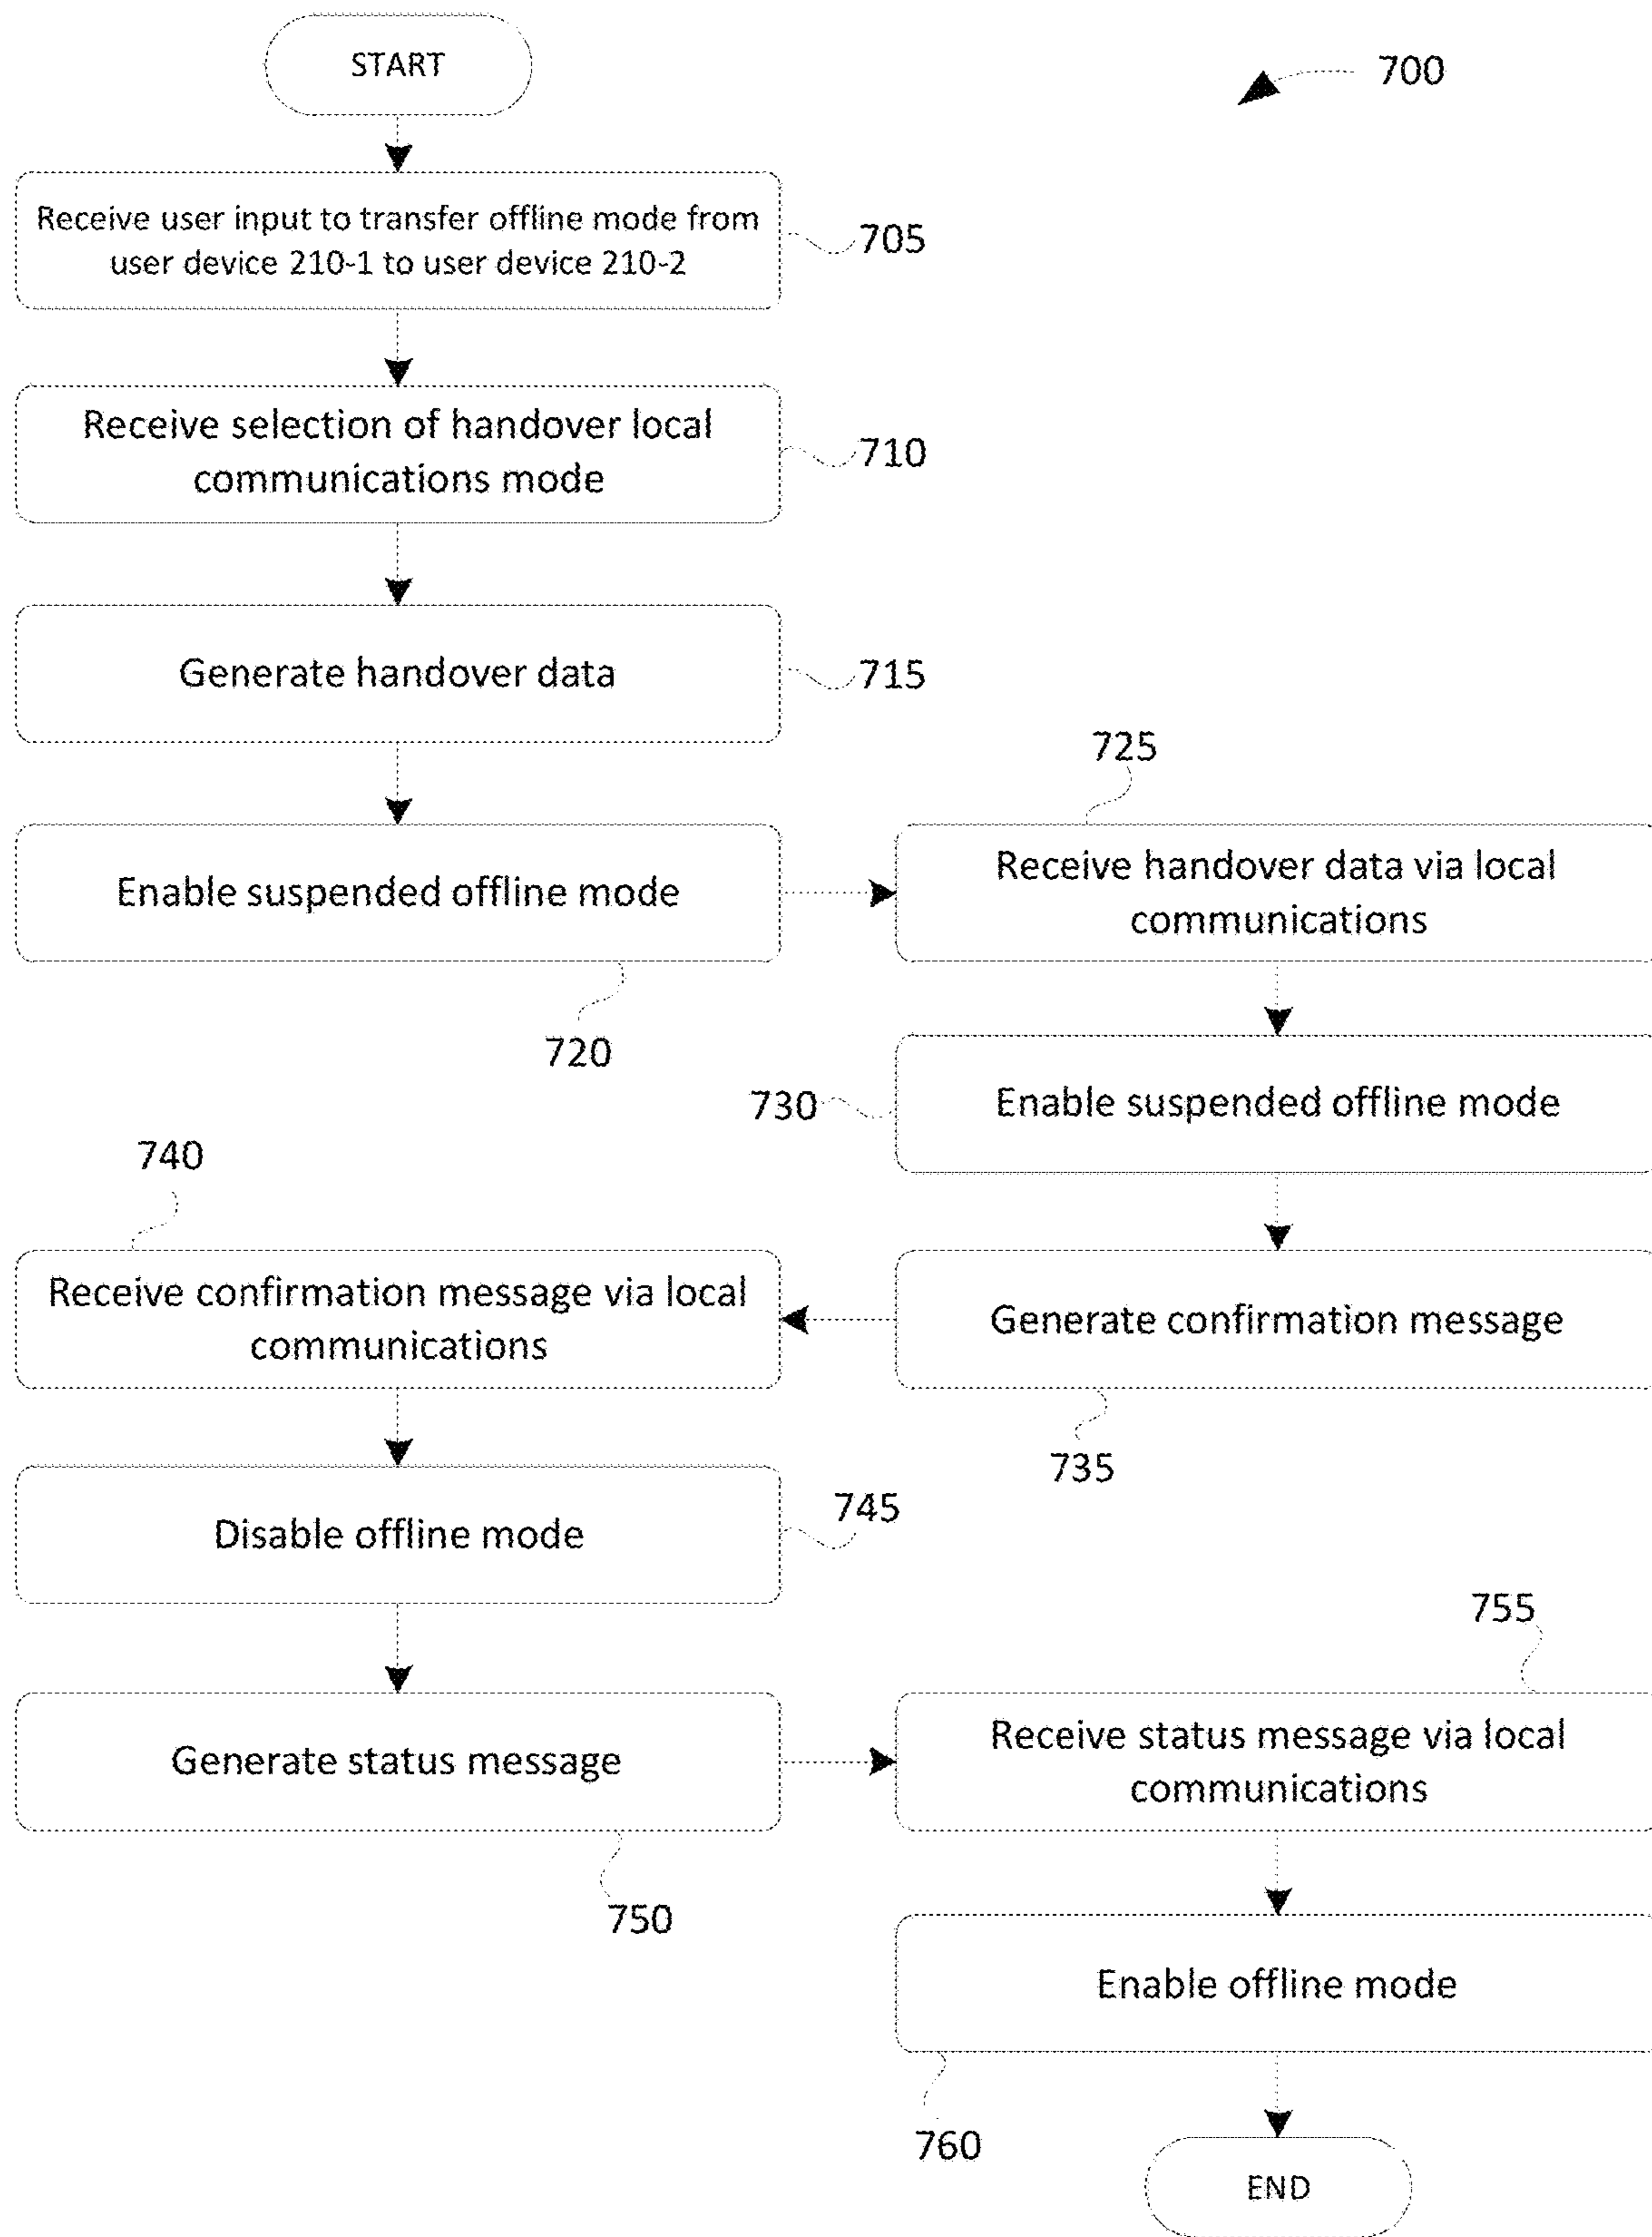 START
700
Receive user input to transfer offline mode from
user device 210-1 to user device 210-2
705
Receive selection of handover local
communications mode
710
Generate handover data
715
725
Enable suspended offline mode
Receive handover data via local
communications
720
730
Enable suspended offline mode
740
Receive confirmation message via local
communications
Generate confirmation message
735
Disable offline mode
745
755
Generate status message
Receive status message via local
communications
750
Enable offline mode
760
END